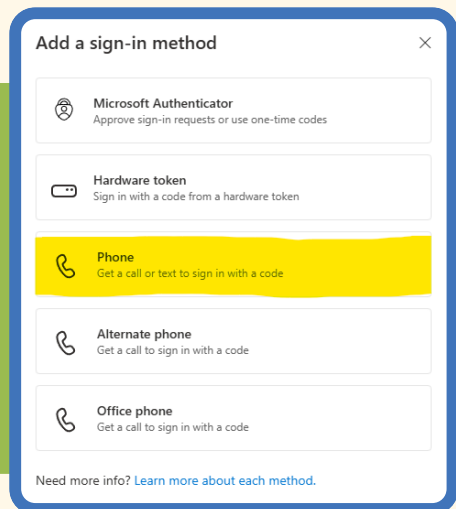 Add a sign-in method
Microsoft Authenticator
Approve sign-in requests or use one-time codes
Hardware token
Sign in with a code from a hardware token
Phone
Get a call or text to sign in with a code
Alternate phone
Get a call to sign in with a code
Office phone
Get a call to sign in with a code
Need more info? Learn more about each method.